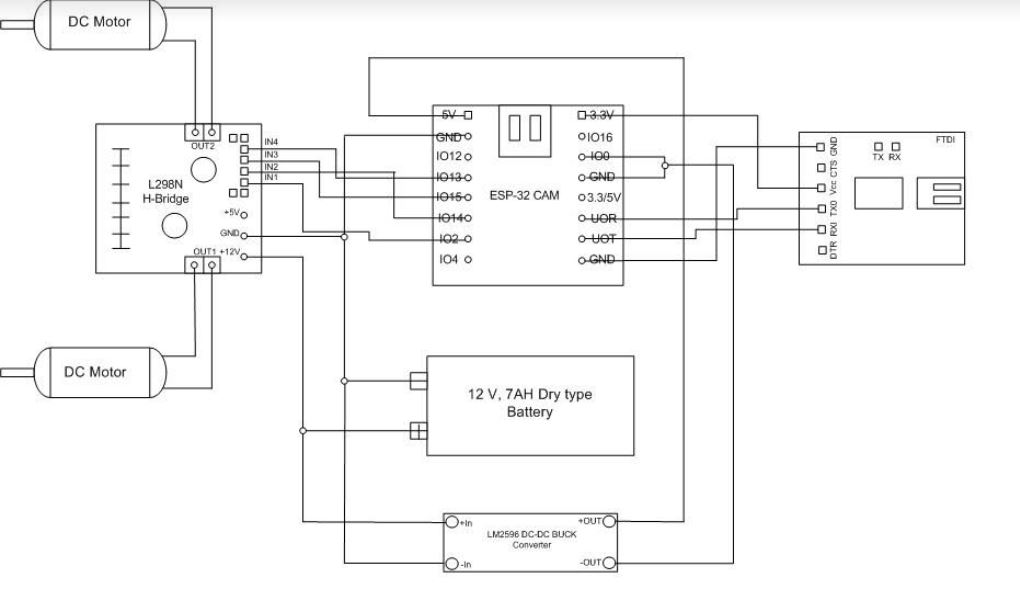 DC Motor
OUT2
IN4
IN3
IN2
IN1
L298N
H-Bridge
+5V
GND
OUT1 +12V
DC Motor
5V
GND
IO12
IO13
IO15
IO14
IO2
IO4
ESP-32 CAM
3.3V
IO16
IO0
GND
3.3/5V
UOR
UOT
GND
FTDI
TX RX
GND
CTS
Vcc
TX0
RXI
DTR
12 V, 7AH Dry type
Battery
+In
+OUT
LM2596 DC-DC BUCK
Converter
-In
-OUT